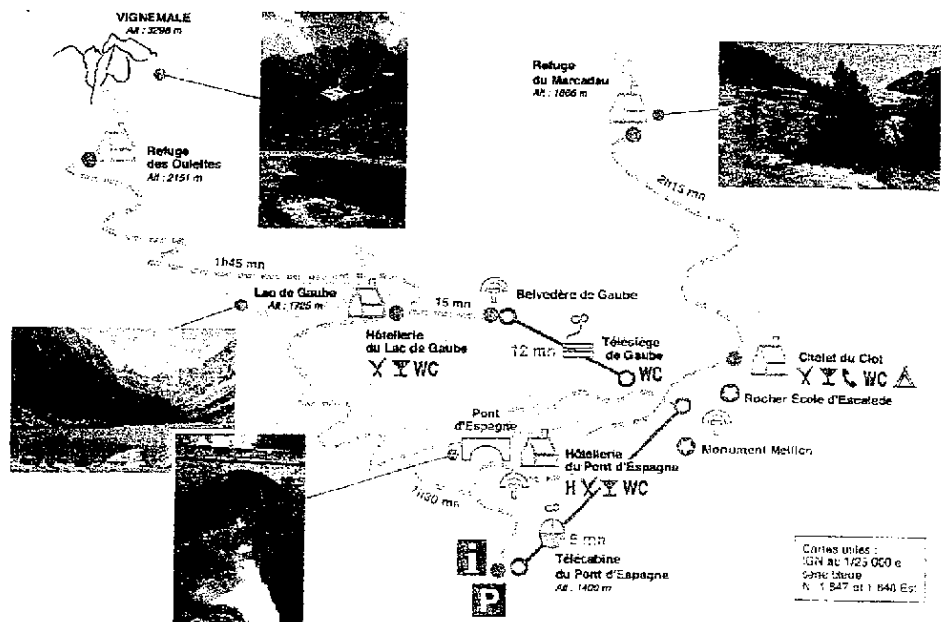 VIGNEMALE
Alt : 3298 m
Refuge
des Oulettes
Alt : 2151 m
Refuge
du Marcadau
Alt : 1866 m
2h15 mn
1h45 mn
Lac de Gaube
Alt : 1725 m
15 mn
Belvédère de Gaube
Hôtellerie
du Lac de Gaube
WC
12 mn
Télésiège
de Gaube
WC
Chalet du Clot
WC
Rocher École d'Escalade
Monument Meillon
Pont
d'Espagne
Hôtellerie
du Pont d'Espagne
H WC
1h30 mn
i
P
Télécabine
du Pont d'Espagne
Alt : 1400 m
Cartes utiles :
IGN au 1/25 000 e
série bleue
N° 1 647 et 1 648 Est